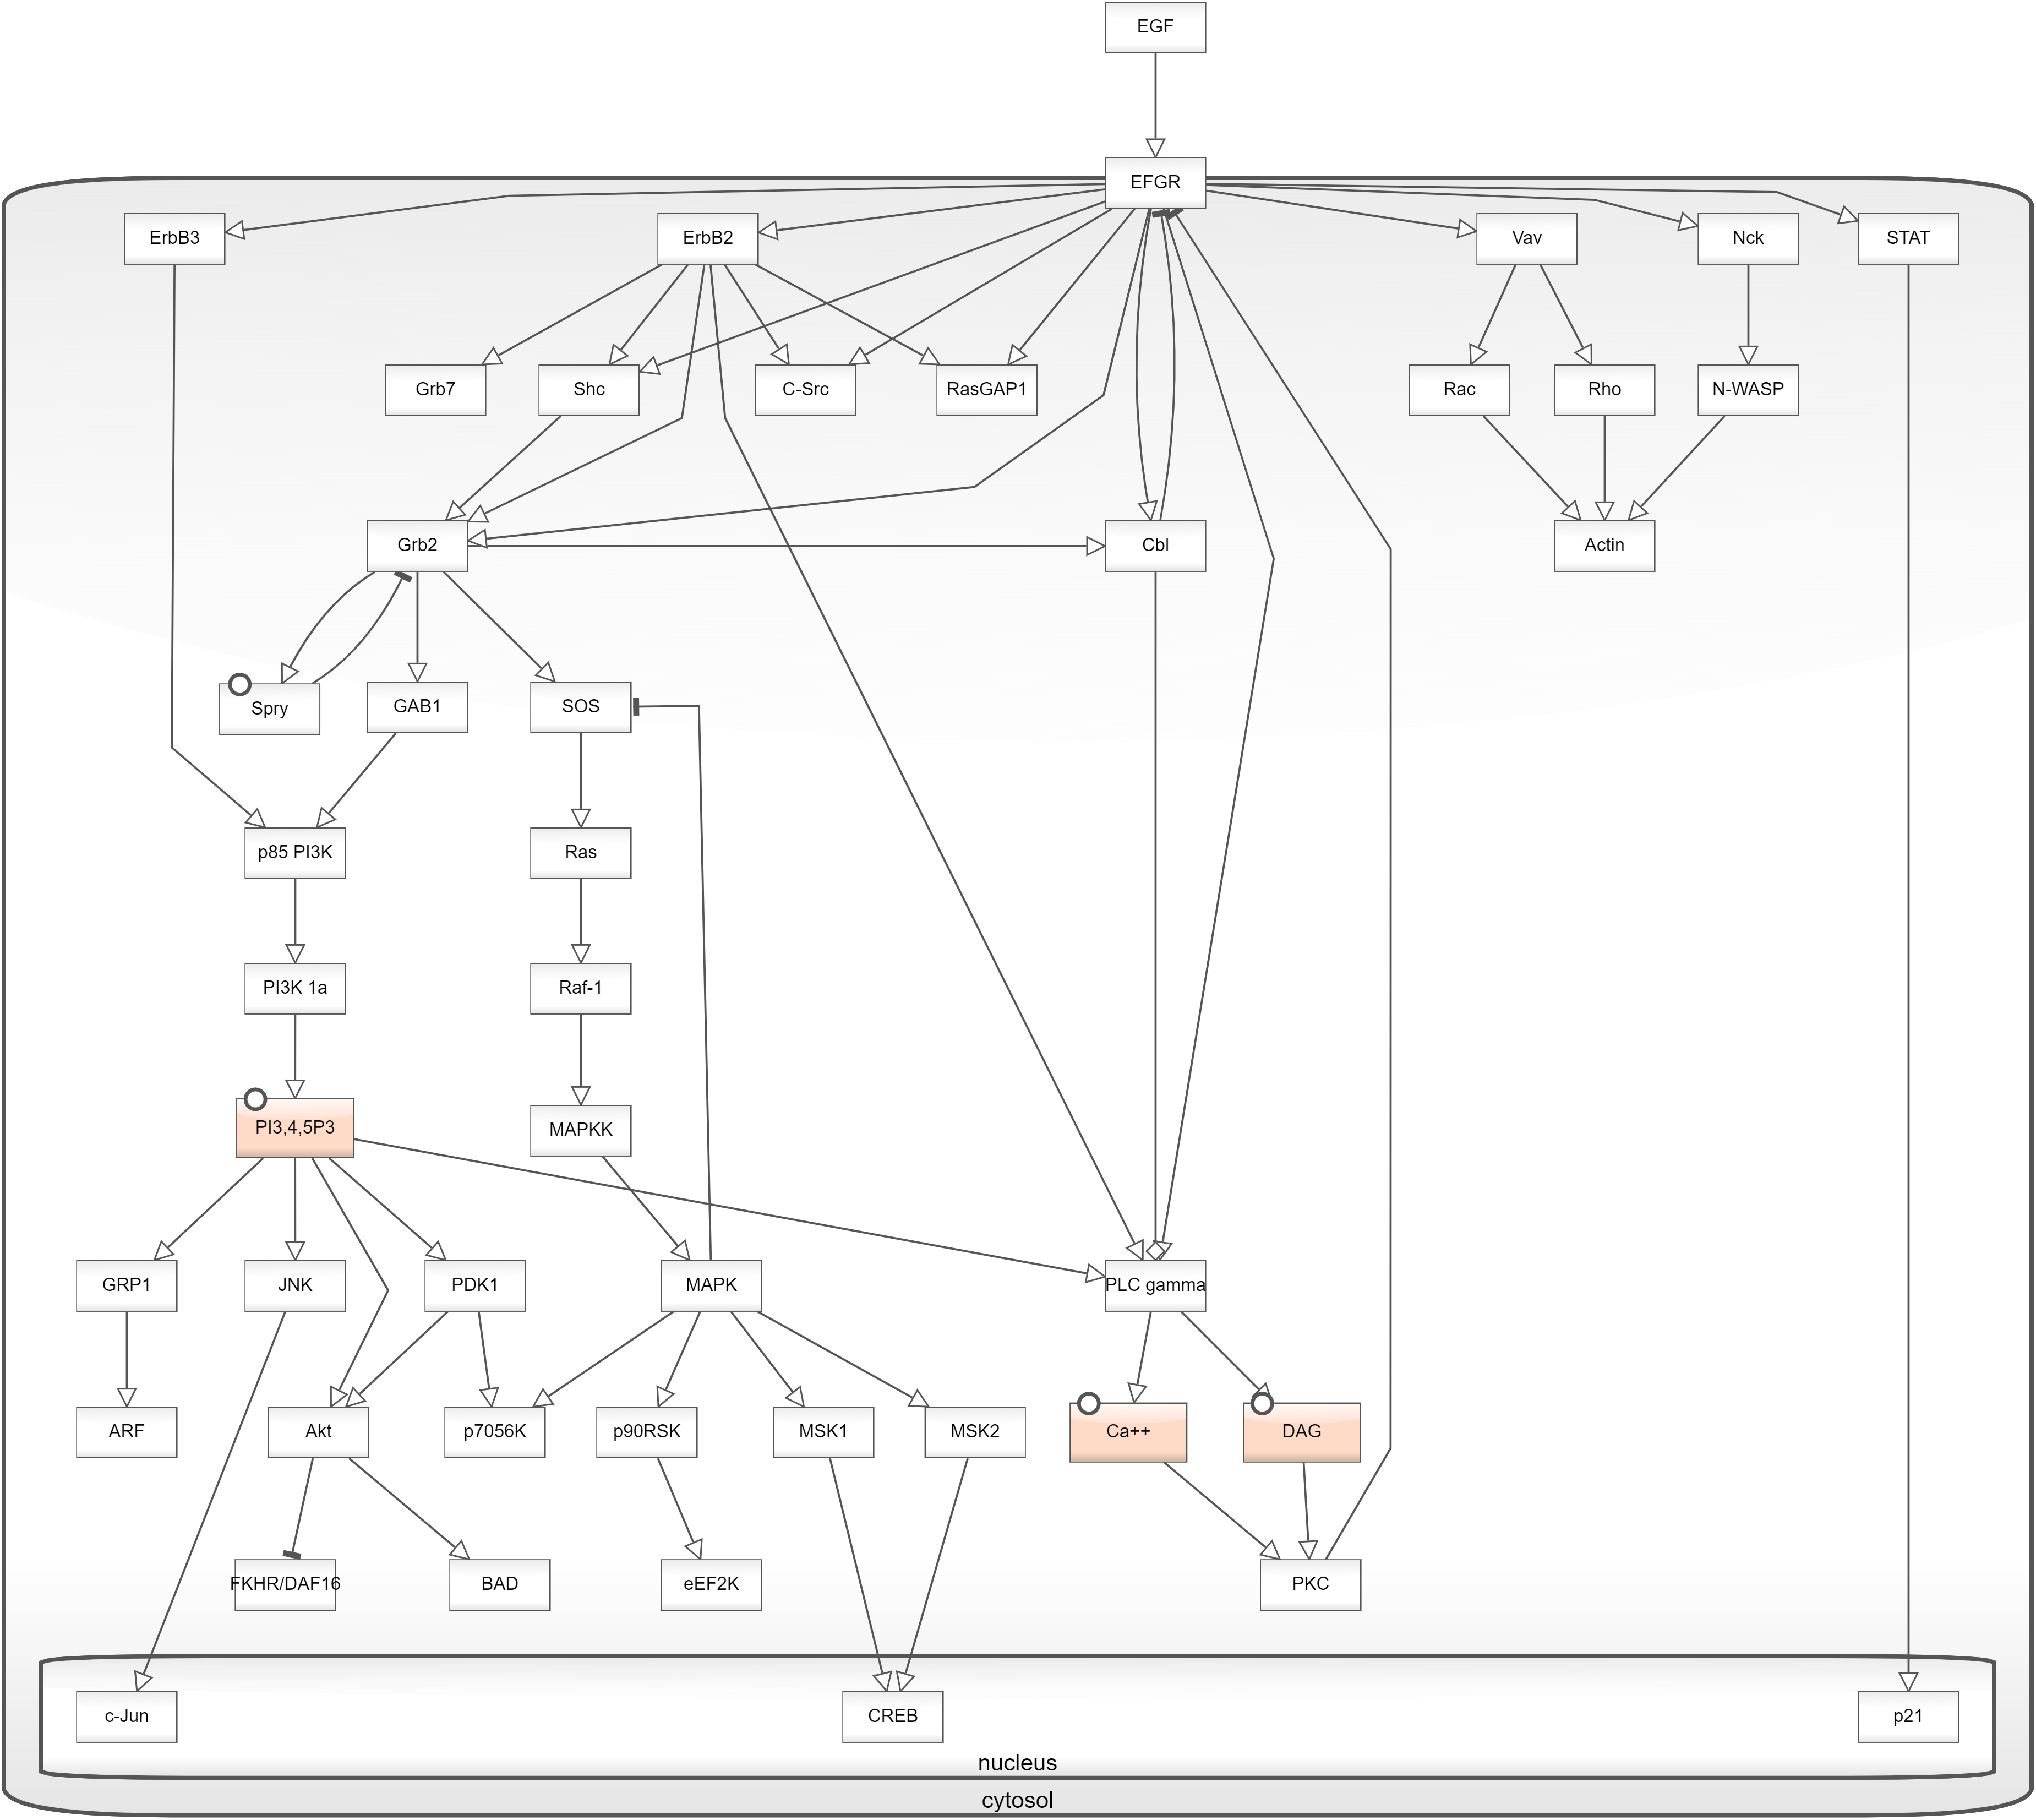 EGF
EFGR
ErbB3
ErbB2
Vav
Nck
STAT
Grb7
Shc
C-Src
RasGAP1
Rac
Rho
N-WASP
Grb2
Cbl
Actin
Spry
GAB1
SOS
p85 PI3K
Ras
PI3K 1a
Raf-1
PI3,4,5P3
MAPKK
GRP1
JNK
PDK1
MAPK
PLC gamma
ARF
Akt
p7056K
p90RSK
MSK1
MSK2
Ca++
DAG
FKHR/DAF16
BAD
eEF2K
PKC
c-Jun
CREB
p21
nucleus
cytosol